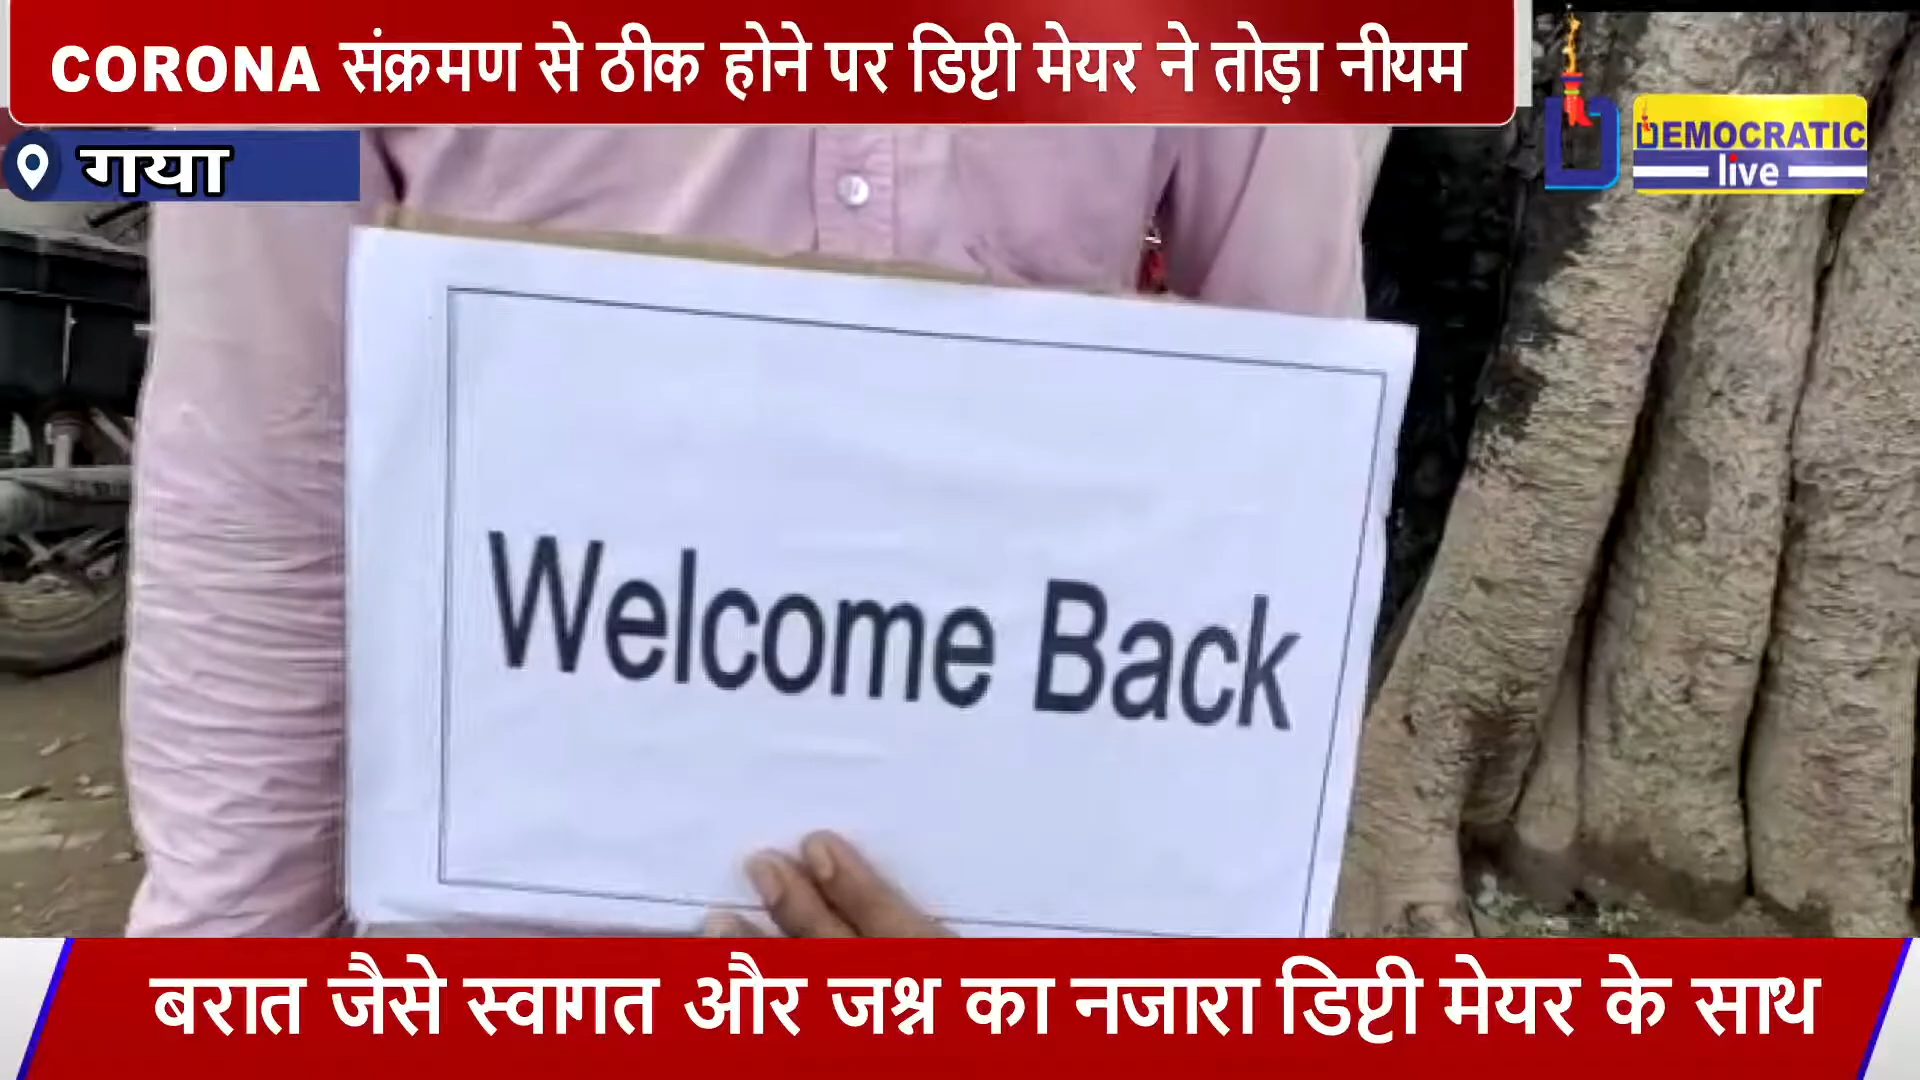 CORONA संक्रमण से ठीक होने पर डिप्टी मेयर ने तोड़ा नीयम
गया
DEMOCRATIC
live
Welcome Back
बरात जैसे स्वागत और जश्न का नजारा डिप्टी मेयर के साथ